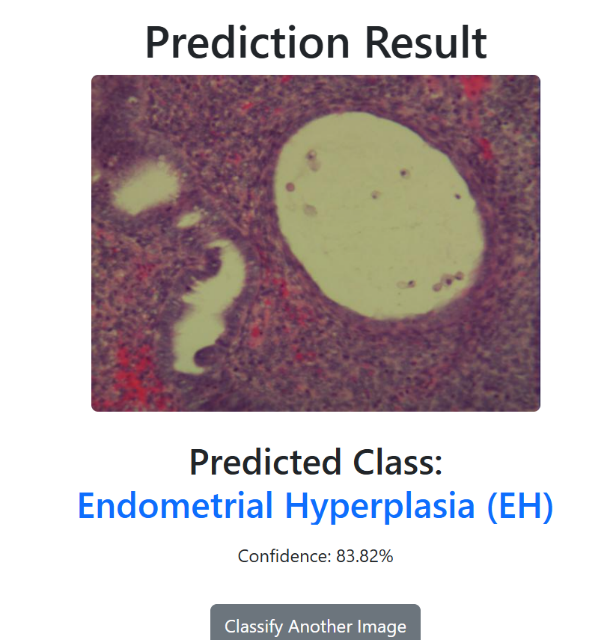 Prediction Result
Predicted Class:
Endometrial Hyperplasia (EH)
Confidence: 83.82%
Classify Another Image